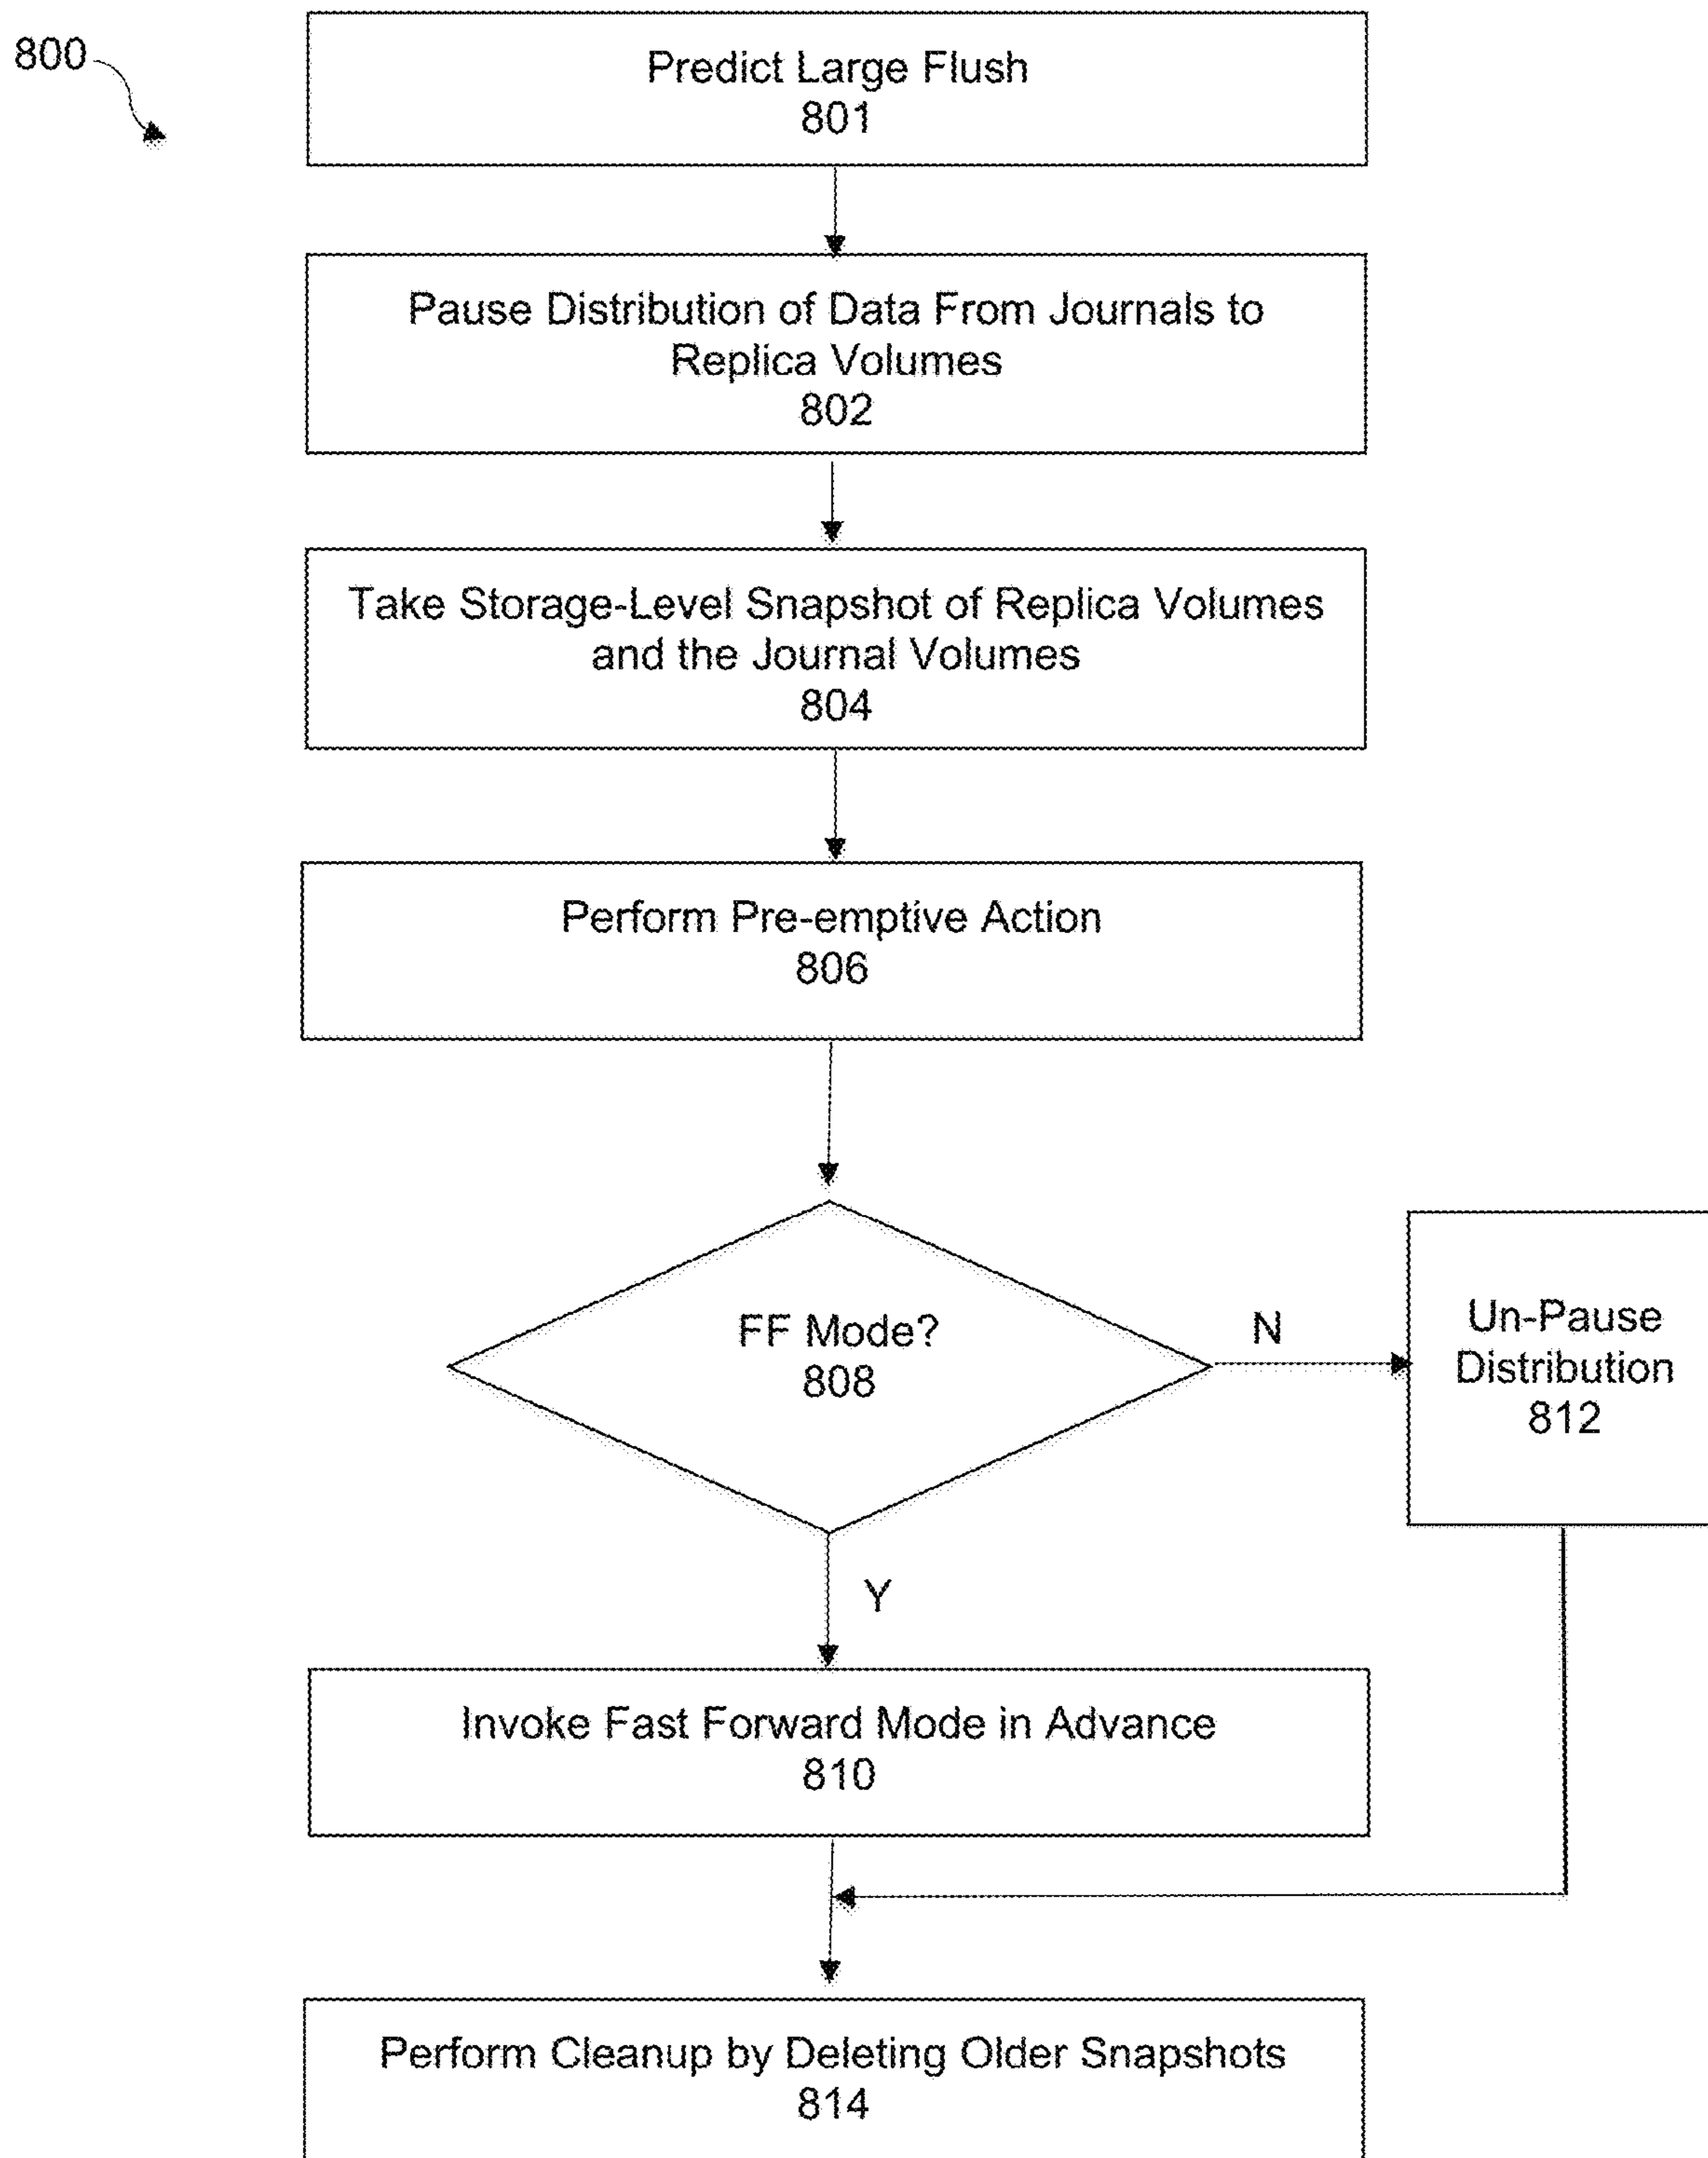 800
Predict Large Flush
801
Pause Distribution of Data From Journals to
Replica Volumes
802
Take Storage-Level Snapshot of Replica Volumes
and the Journal Volumes
804
Perform Pre-emptive Action
806
FF Mode?
808
N
Un-Pause
Distribution
812
Y
Invoke Fast Forward Mode in Advance
810
Perform Cleanup by Deleting Older Snapshots
814